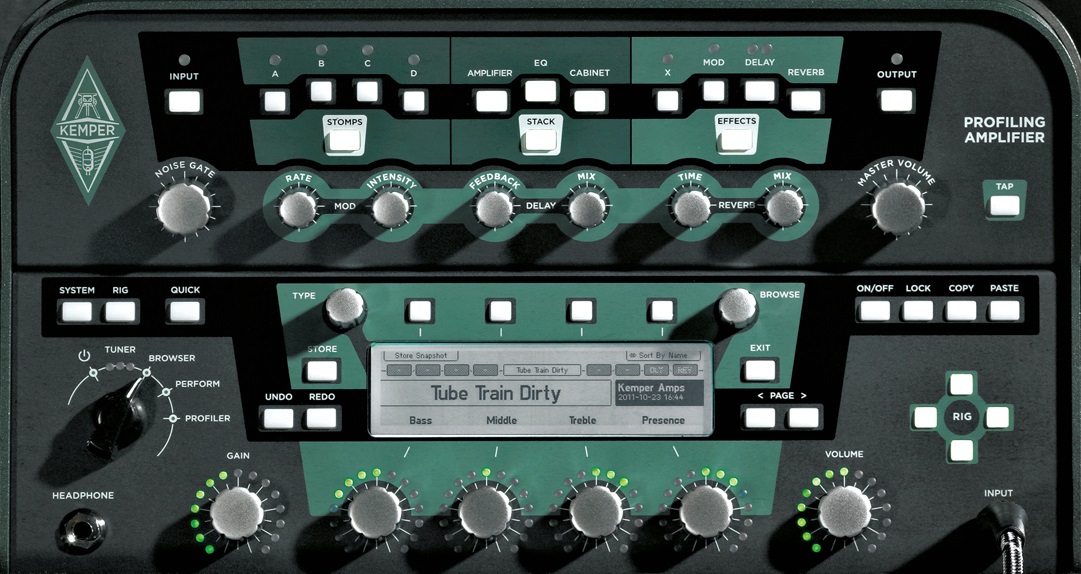 INPUT
A
B
C
D
AMPLIFIER
EQ
CABINET
X
MOD
DELAY
REVERB
OUTPUT
KEMPER
STOMPS
STACK
EFFECTS
PROFILING
AMPLIFIER
NOISE GATE
RATE
MOD
INTENSITY
FEEDBACK
DELAY
MIX
TIME
REVERB
MIX
MASTER VOLUME
TAP
SYSTEM
RIG
QUICK
TYPE
BROWSE
ON/OFF
LOCK
COPY
PASTE
TUNER
BROWSER
PERFORM
PROFILER
STORE
EXIT
UNDO
REDO
< PAGE >
Store Snapshot
Sort By Name
Tube Train Dirty
DLY
REV
Tube Train Dirty
Kemper Amps
2011-10-23 16:44
Bass
Middle
Treble
Presence
RIG
GAIN
VOLUME
HEADPHONE
INPUT